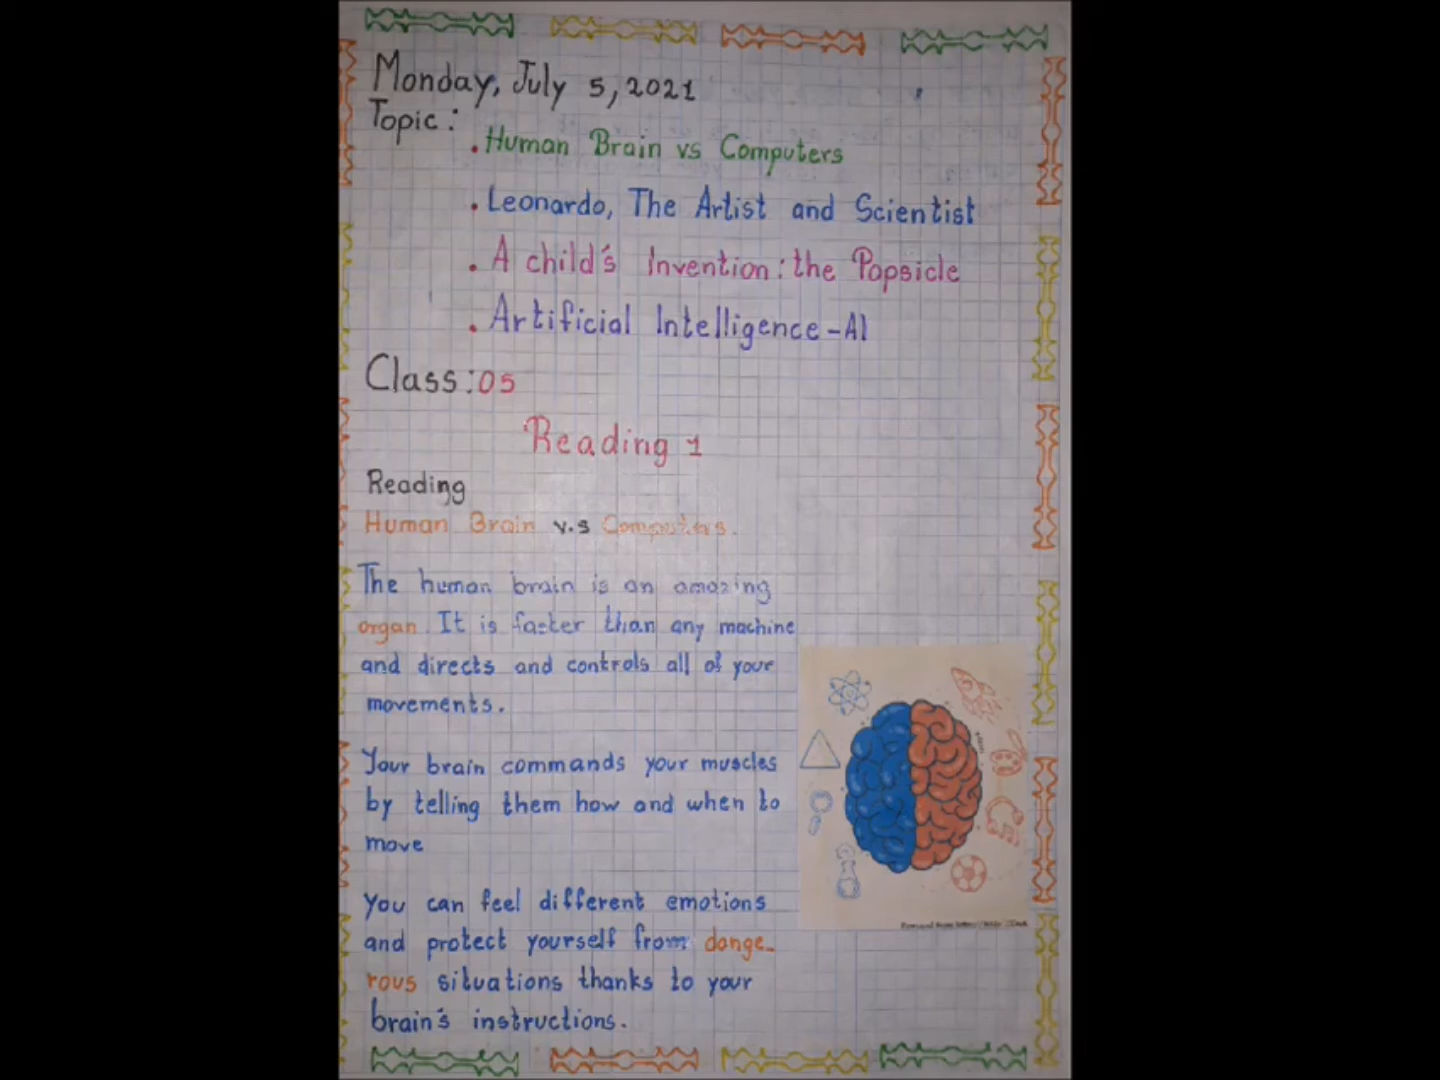 Monday, July 5, 2021
Topic:
. Human Brain vs Computers
. Leonardo, The Artist and Scientist
. A child's Invention: the Popsicle
. Artificial Intelligence-AI
Class: 05
Reading 1
Reading
Human Brain v.s Computers.
The human brain is an amazing
organ. It is faster than any machine
and directs and controls all of your
movements.
Your brain commands your muscles
by telling them how and when to
move
You can feel different emotions
and protect yourself from dange-
rous situations thanks to your
brain's instructions.